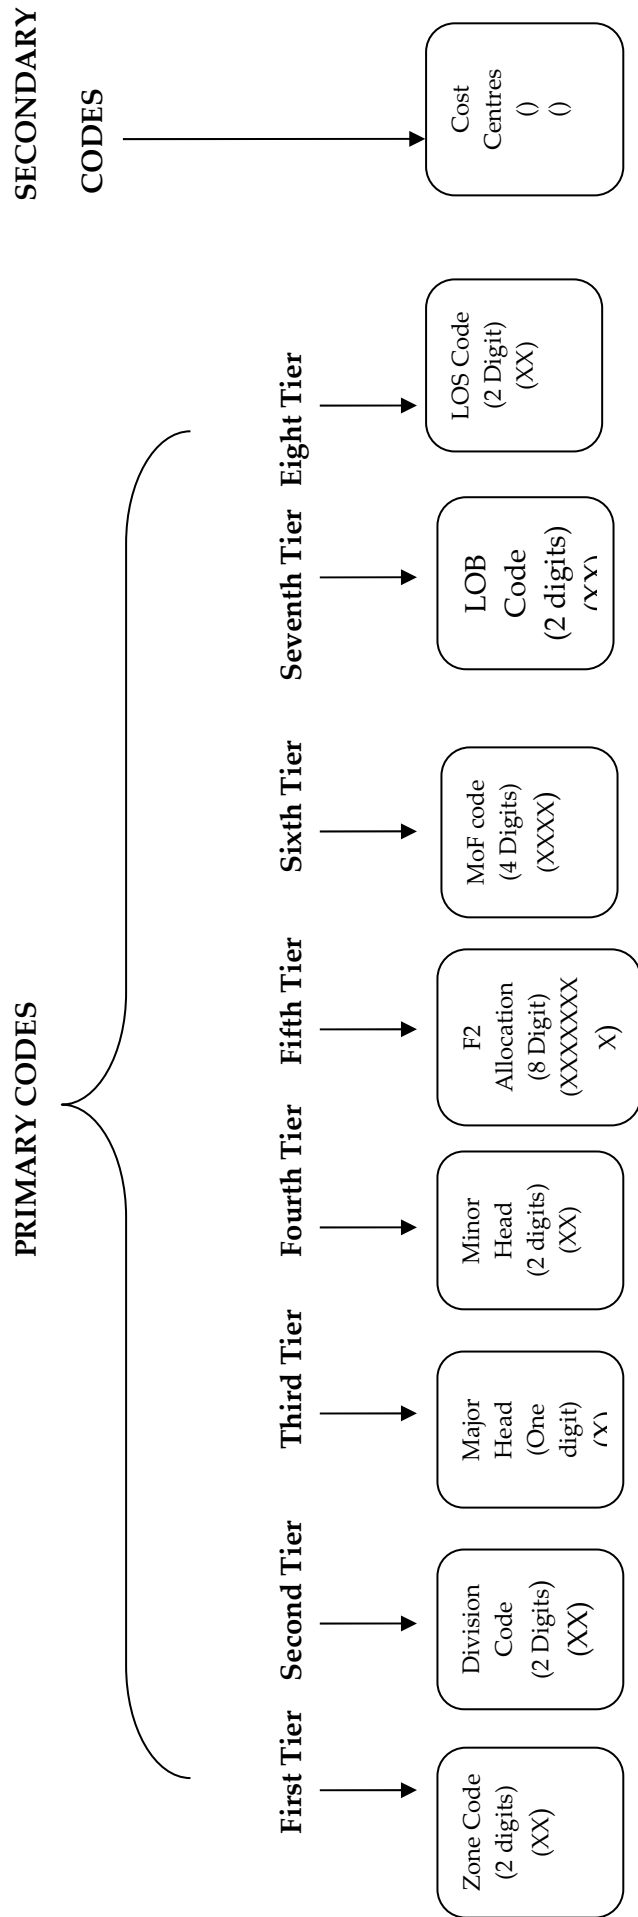 PRIMARY CODES
SECONDARY
CODES
First Tier
Second Tier
Third Tier
Fourth Tier
Fifth Tier
Sixth Tier
Seventh Tier
Eight Tier
Zone Code
(2 digits)
(XX)
Division
Code
(2 Digits)
(XX)
Major
Head
(One
digit)
(X)
Minor
Head
(2 digits)
(XX)
F2
Allocation
(8 Digit)
(XXXXXXX
X)
MoF code
(4 Digits)
(XXXX)
LOB
Code
(2 digits)
(XX)
LOS Code
(2 Digit)
(XX)
Cost
Centres
()
()